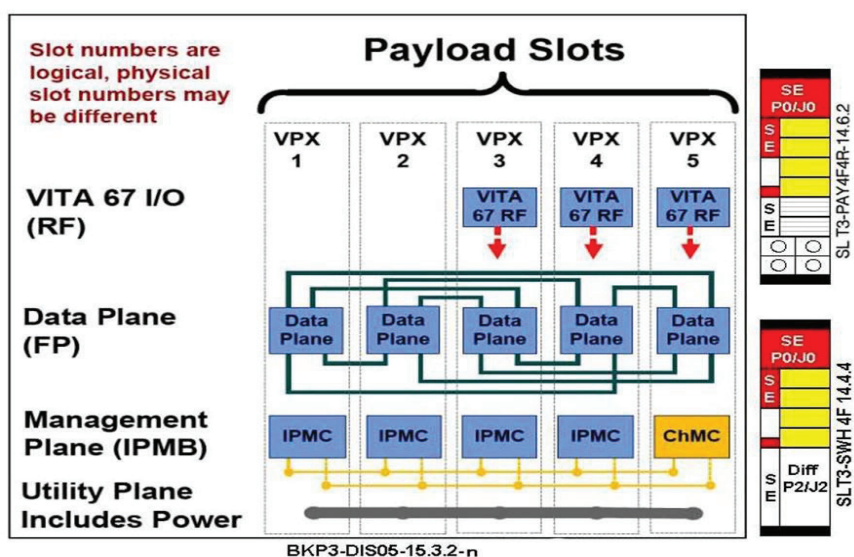 Slot numbers are
logical, physical
slot numbers may
be different
Payload Slots
VPX
1
VPX
2
VPX
3
VPX
4
VPX
5
VITA 67 I/O
(RF)
VITA
67 RF
VITA
67 RF
VITA
67 RF
Data Plane
(FP)
Data
Plane
Data
Plane
Data
Plane
Data
Plane
Data
Plane
Management
Plane (IPMB)
IPMC
IPMC
IPMC
IPMC
ChMC
Utility Plane
Includes Power
BKP3-DIS05-15.3.2-n
SE
P0/J0
S
E
S
E
SL T3-PAY4F4R-14.6.2
SE
P0/J0
S
E
S
E
Diff
P2/J2
SLT3-SWH 4F 14.4.4